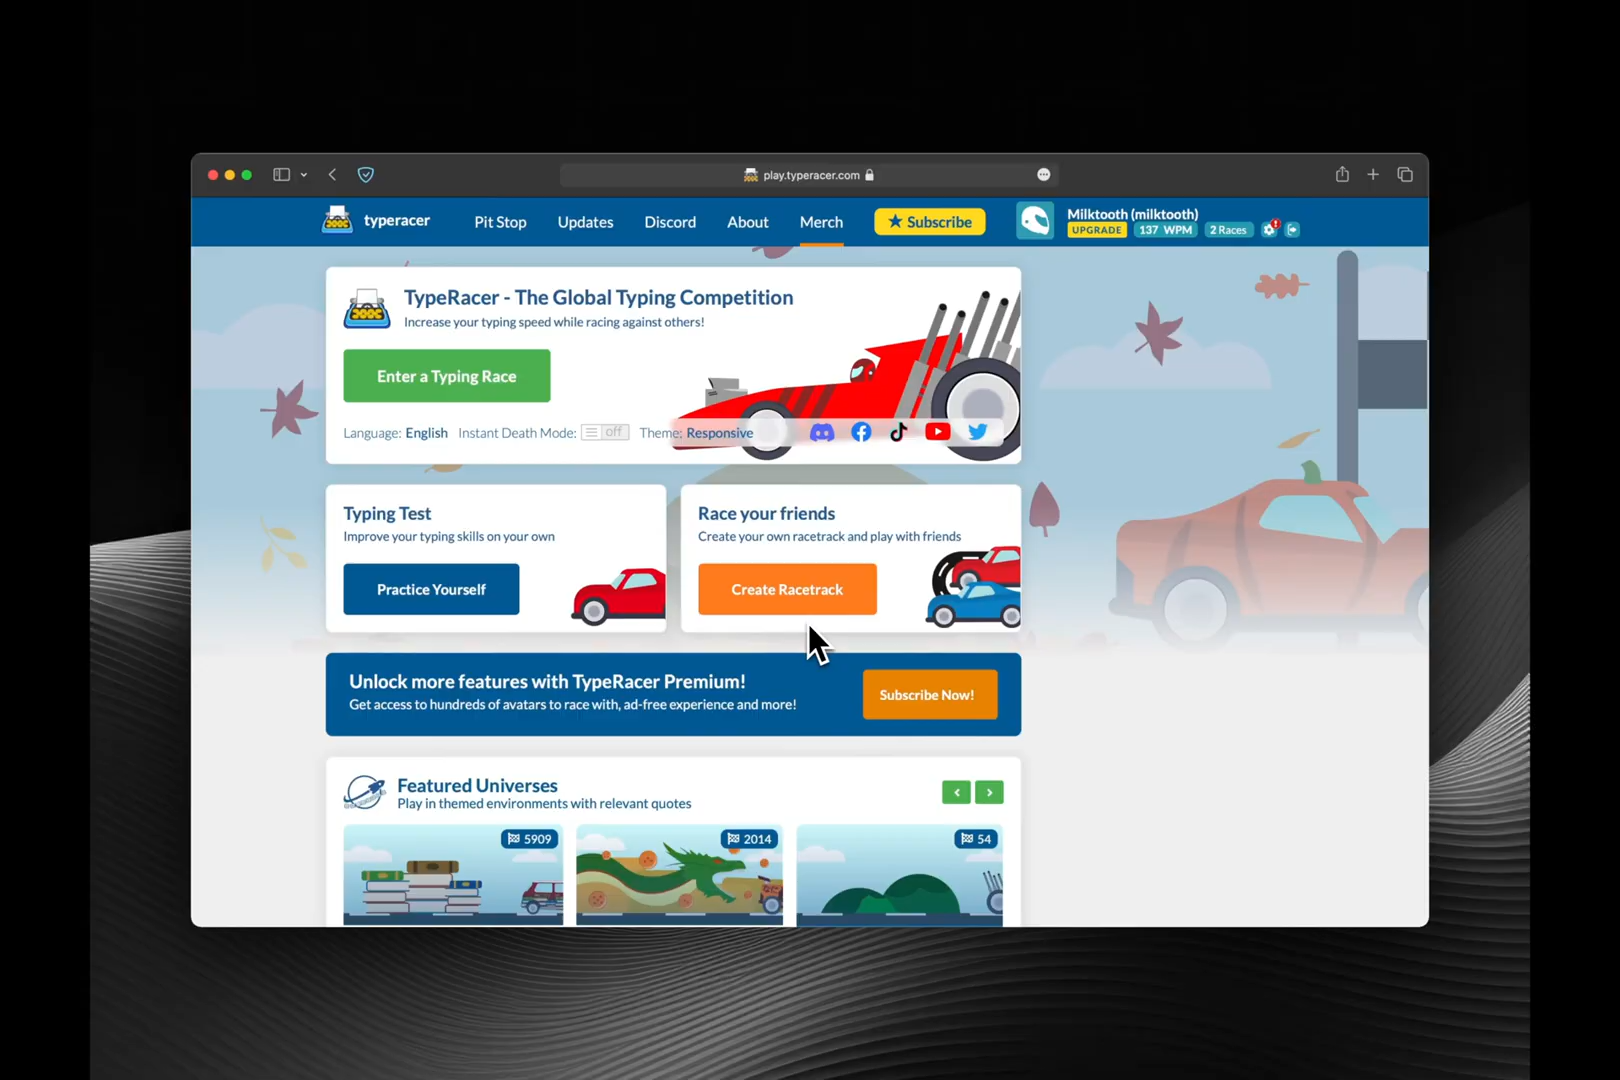 play.typeracer.com
typeracer Pit Stop Updates Discord About Merch ★ Subscribe
Milktooth (milktooth)
UPGRADE 137 WPM 2 Races
TypeRacer - The Global Typing Competition
Increase your typing speed while racing against others!
Enter a Typing Race
Language: English Instant Death Mode: off Theme: Responsive
Typing Test
Improve your typing skills on your own
Practice Yourself
Race your friends
Create your own racetrack and play with friends
Create Racetrack
Unlock more features with TypeRacer Premium!
Get access to hundreds of avatars to race with, ad-free experience and more!
Subscribe Now!
Featured Universes
Play in themed environments with relevant quotes
5909
2014
54